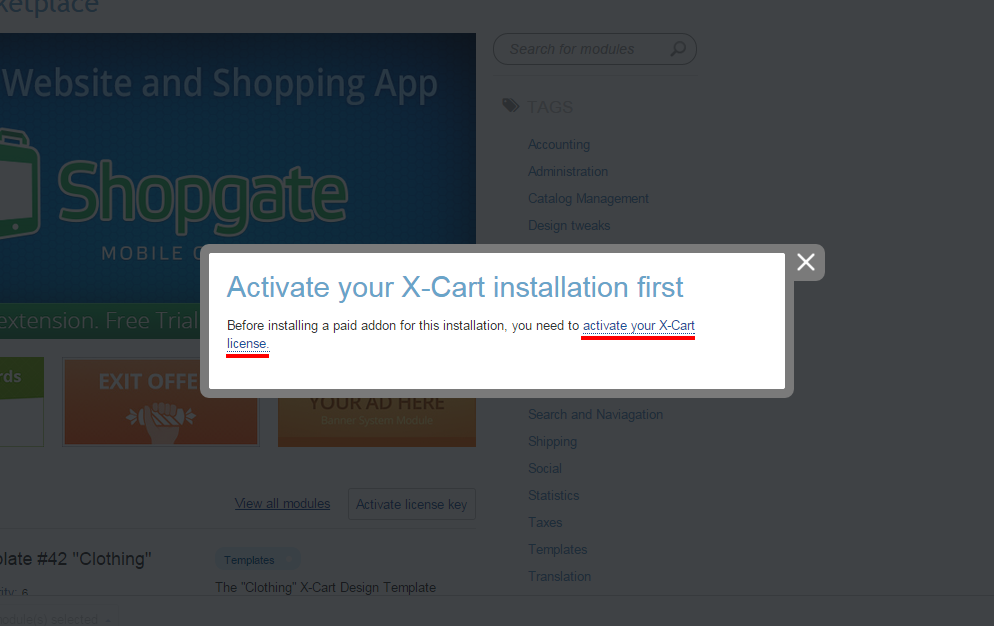 ketplace
Website and Shopping App
Shopgate
MOBILE C
extension. Free Trial
rds
EXIT OFFE
YOUR AD HERE
Banner System Module
View all modules
Activate license key
plate #42 "Clothing"
Templates
The "Clothing" X-Cart Design Template
Search for modules
TAGS
Accounting
Administration
Catalog Management
Design tweaks
Activate your X-Cart installation first
Before installing a paid addon for this installation, you need to activate your X-Cart
license.
Search and Naviagation
Shipping
Social
Statistics
Taxes
Templates
Translation